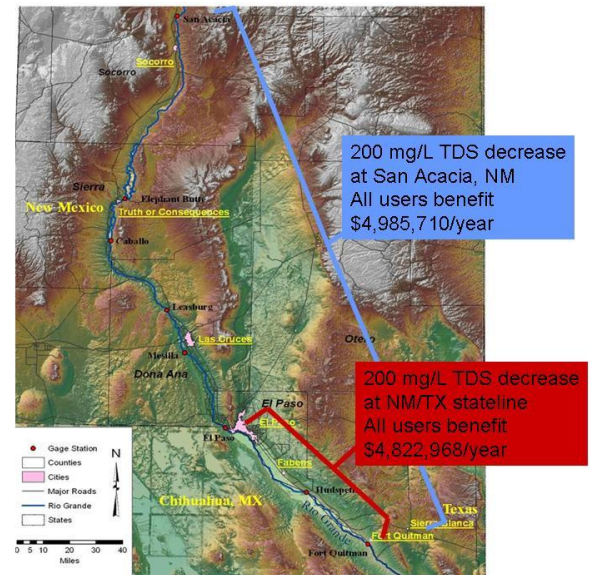 San Acacia
Socorro
Socorro
200 mg/L TDS decrease
at San Acacia, NM
All users benefit
$4,985,710/year
Sierra
Elephant Butte
New Mexico
Truth or Consequences
Caballo
Leasburg
Las Cruces
Otero
Mesilla
Dona Ana
200 mg/L TDS decrease
at NM/TX stateline
All users benefit
$4,822,968/year
El Paso
El Paso
El Paso
Fabens
Gage Station
Counties
Cities
Major Roads
Rio Grande
States
N
0 5 10 20 30 40
Miles
Chihuahua, MX
Rio Grande
Texas
Sierra Blanca
Fort Quitman
Fort Quitman